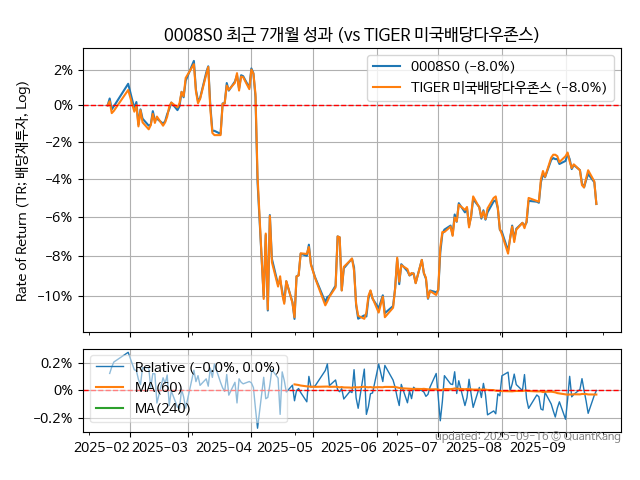 0008S0 최근 7개월 성과 (vs TIGER 미국배당다우존스)
0008S0 (−8.0%)
TIGER 미국배당다우존스 (−8.0%)
Rate of Return (TR: 배당재투자, Log)
2%
0%
−2%
−4%
−6%
−8%
−10%
Relative (−0.0%, 0.0%)
MA(60)
MA(240)
0.2%
0.0%
−0.2%
updated: 2025-09-16 © QuantKang
2025-02
2025-03
2025-04
2025-05
2025-06
2025-07
2025-08
2025-09